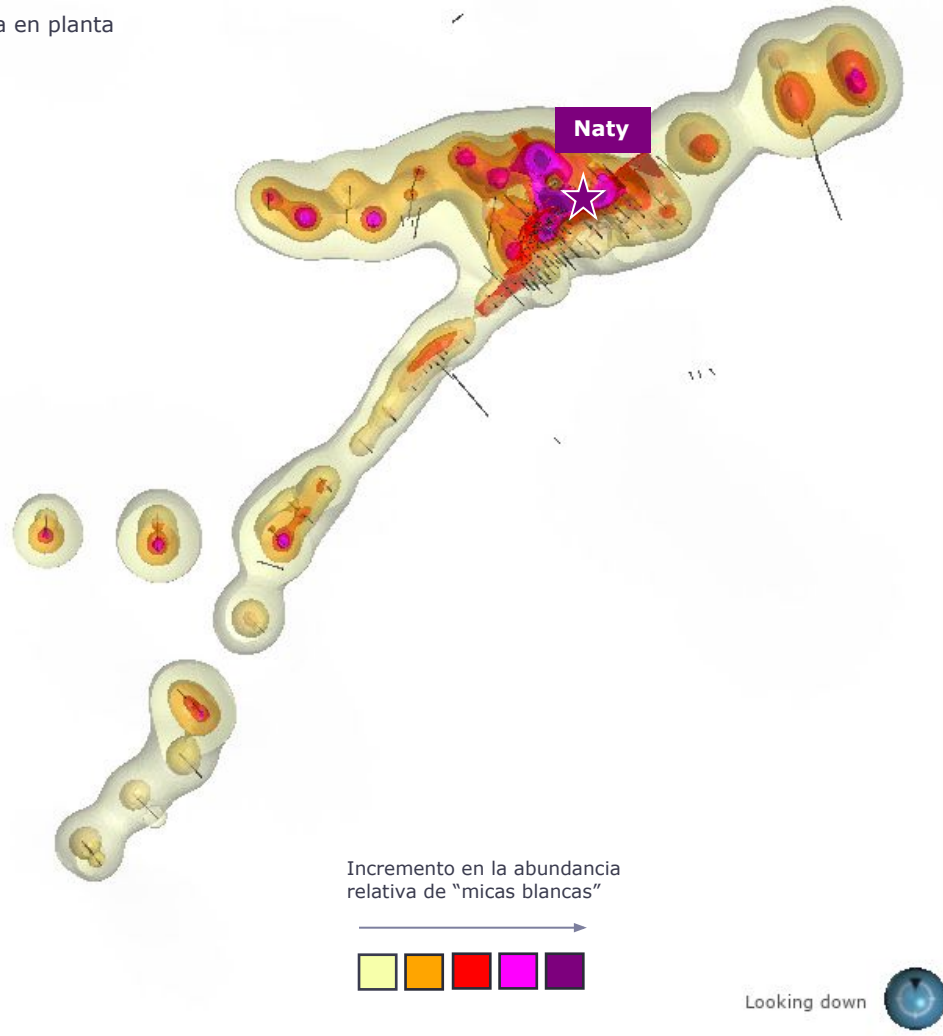 en planta
Naty
Incremento en la abundancia
relativa de “micas blancas”
Looking down